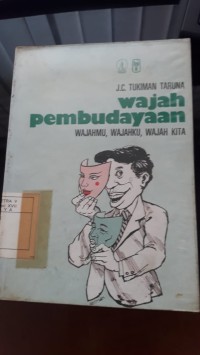 J.C. TUKIMAN TARUNA
wajah
pembudayaan
WAJAHMU, WAJAHKU, WAJAH KITA